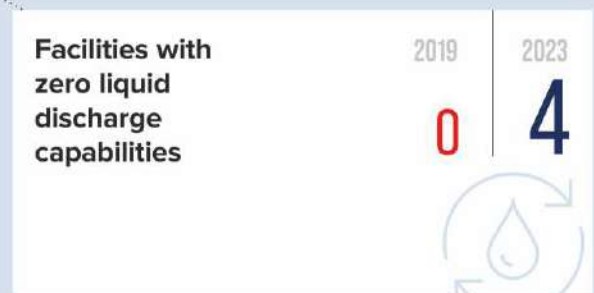 Facilities with
zero liquid
discharge
capabilities
2019
0
2023
4